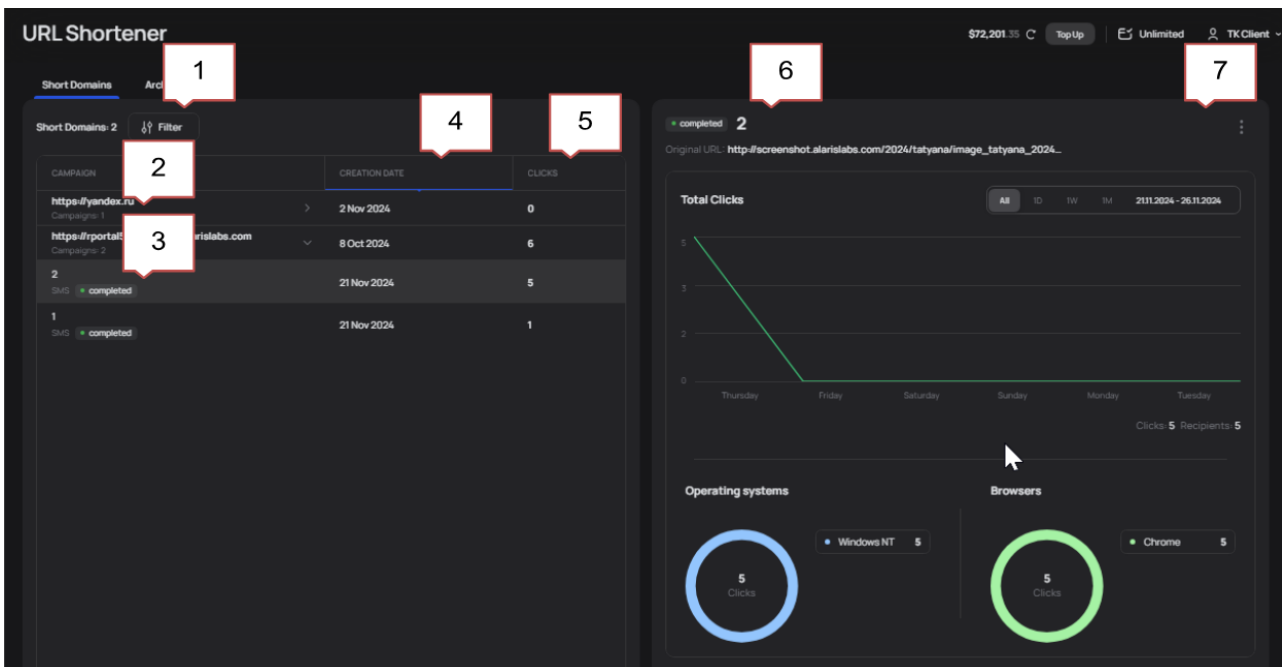 URL Shortener
$72,201.35 Top Up Unlimited TK Client
1
6
7
Short Domains
4
5
Short Domains: 2 Filter
completed 2
Original URL: http://screenshot.alarislabs.com/2024/tatyana/image_tatyana_2024...
2
CAMPAIGN CREATION DATE CLICKS
https://yandex.ru 2 Nov 2024 0
Campaigns: 1
3
8 Oct 2024 6
Campaigns: 2
2
SMS completed 21 Nov 2024 5
1
SMS completed 21 Nov 2024 1
Total Clicks All 1D 1W 1M 21.11.2024 - 26.11.2024
5
3
2
0
Thursday Friday Saturday Sunday Monday Tuesday
Clicks: 5 Recipients: 5
Operating systems Browsers
Windows NT 5 Chrome 5
5 5
Clicks Clicks